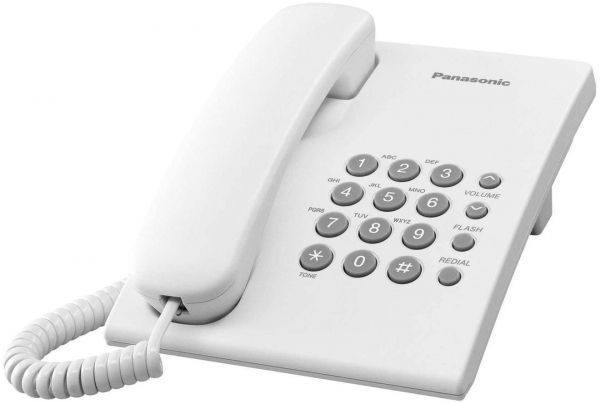 Panasonic
ABC DEF
1 2 3
VOLUME
GHI JKL MNO
4 5 6
PQRS TUV WXYZ
7 8 9
FLASH
* 0 #
REDIAL
TONE